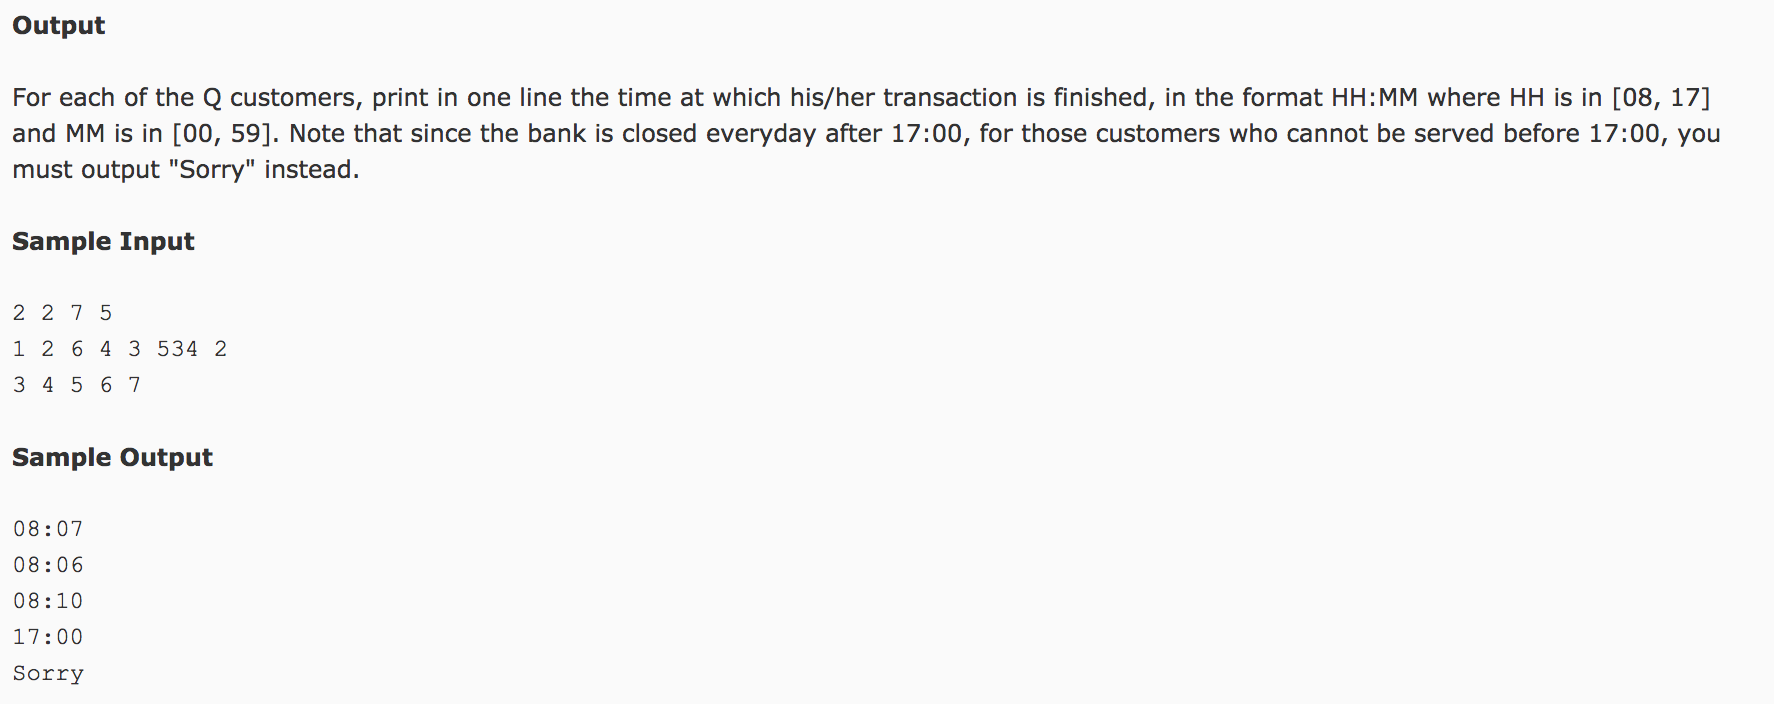 Output
For each of the Q customers, print in one line the time at which his/her transaction is finished, in the format HH:MM where HH is in [08, 17]
and MM is in [00, 59]. Note that since the bank is closed everyday after 17:00, for those customers who cannot be served before 17:00, you
must output "Sorry" instead.
Sample Input
2 2 7 5
1 2 6 4 3 534 2
3 4 5 6 7
Sample Output
08:07
08:06
08:10
17:00
Sorry